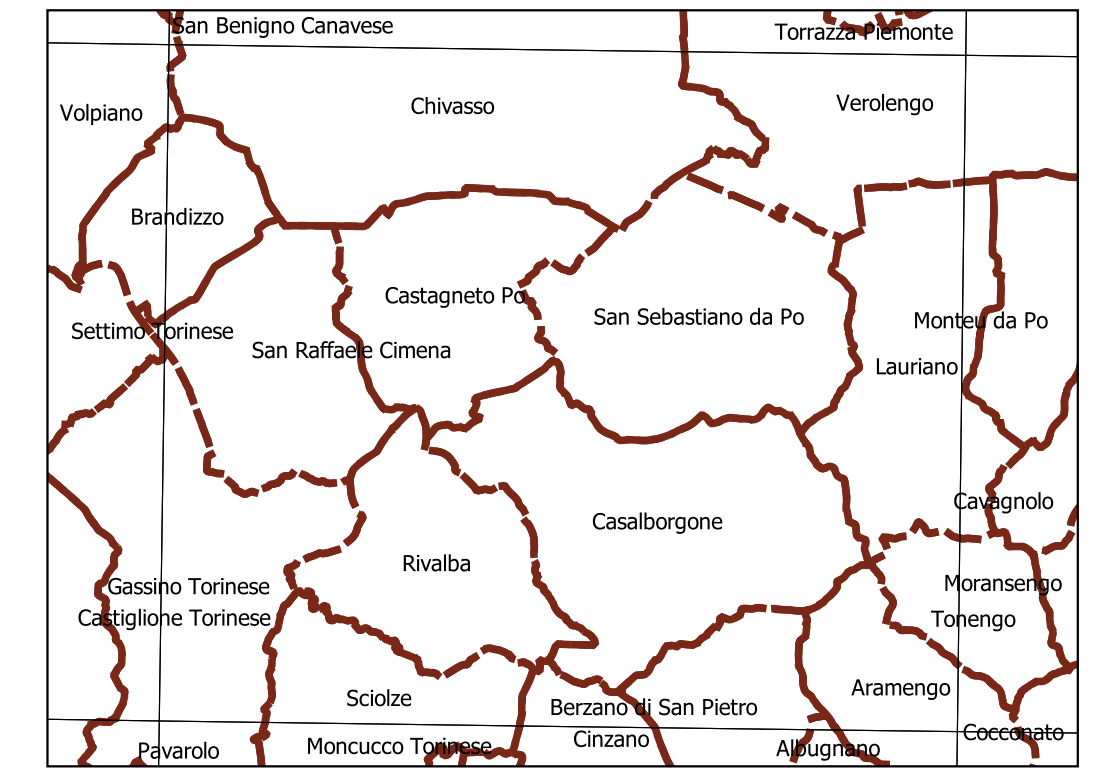 San Benigno Canavese
Torrazza Piemonte
Volpiano
Chivasso
Verolengo
Brandizzo
Castagneto Po
San Sebastiano da Po
Monteu da Po
Settimo Torinese
San Raffaele Cimena
Lauriano
Cavagnolo
Casalborgone
Rivalba
Gassino Torinese
Moransengo
Castiglione Torinese
Tonengo
Sciolze
Berzano di San Pietro
Aramengo
Pavarolo
Moncucco Torinese
Cinzano
Albugnano
Cocconato